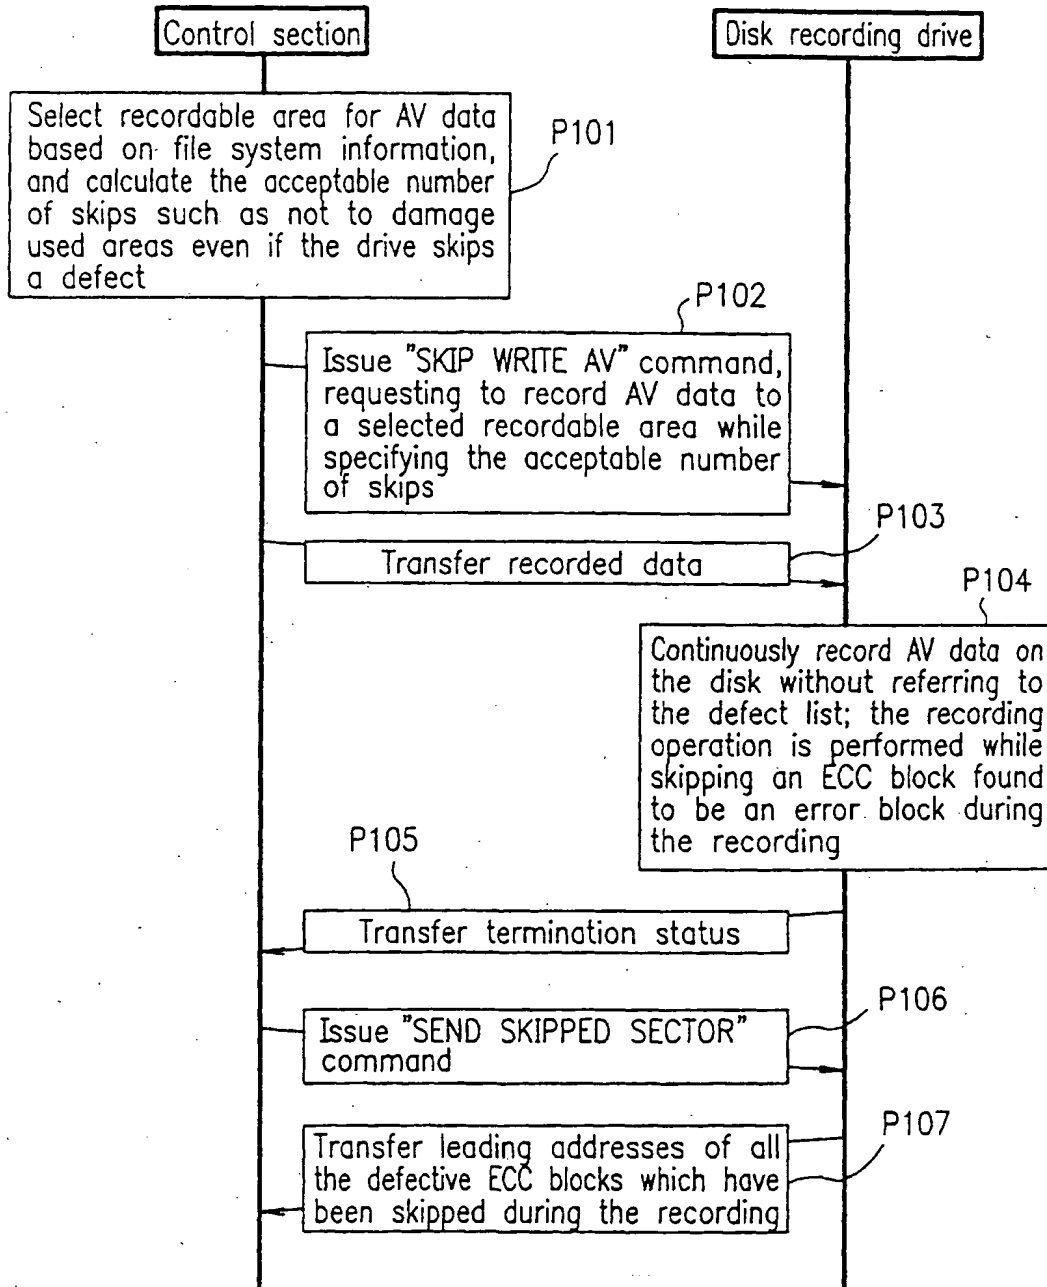 Control section
Disk recording drive
Select recordable area for AV data
based on file system information,
and calculate the acceptable number
of skips such as not to damage
used areas even if the drive skips
a defect
P101
P102
Issue "SKIP WRITE AV" command,
requesting to record AV data to
a selected recordable area while
specifying the acceptable number
of skips
P103
Transfer recorded data
P104
Continuously record AV data on
the disk without referring to
the defect list; the recording
operation is performed while
skipping an ECC block found
to be an error block during
the recording
P105
Transfer termination status
P106
Issue "SEND SKIPPED SECTOR"
command
P107
Transfer leading addresses of all
the defective ECC blocks which have
been skipped during the recording